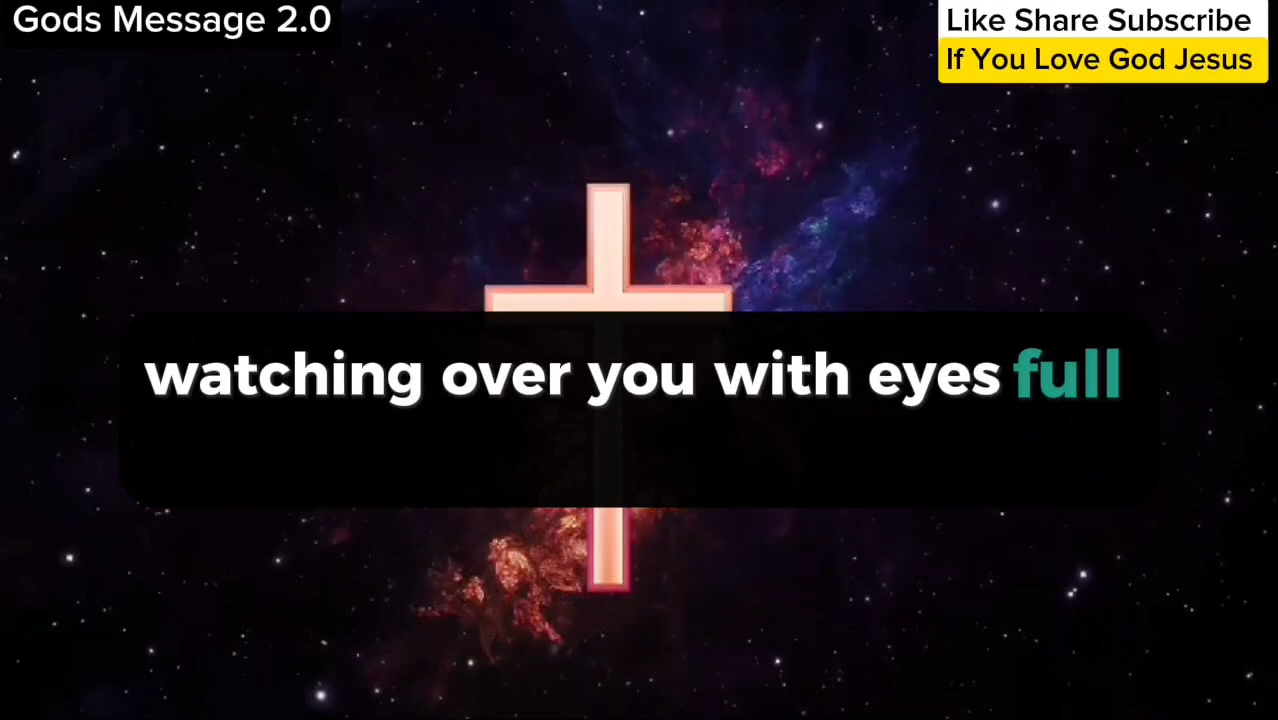 Gods Message 2.0
Like Share Subscribe
If You Love God Jesus
watching over you with eyes full